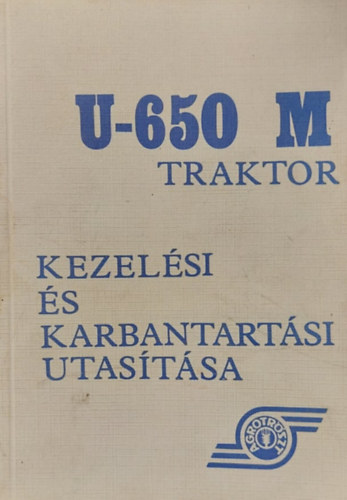 U-650 M
TRAKTOR
KEZELÉSI
ÉS
KARBANTARTÁSI
UTASÍTÁSA
AGROTRÖSZT